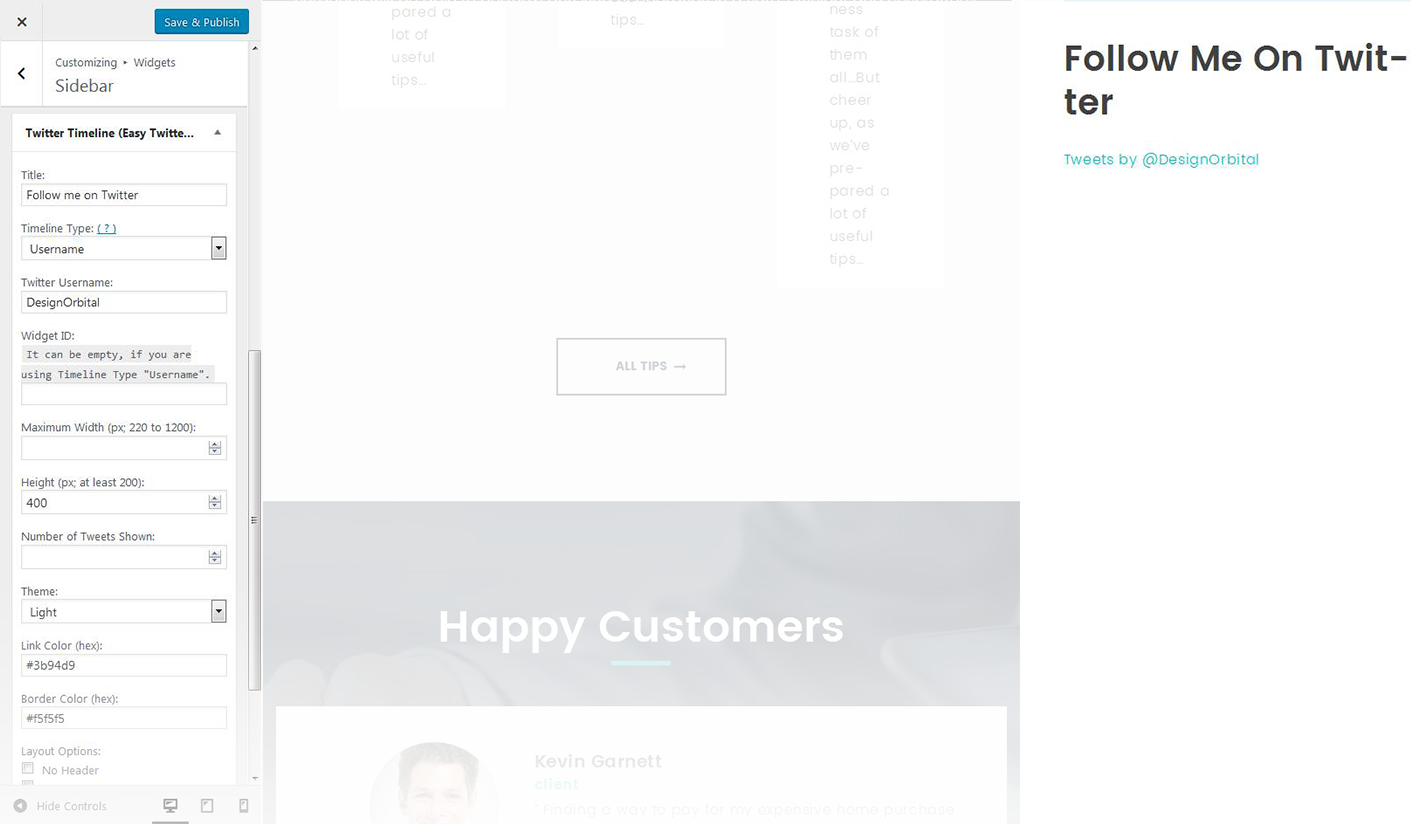 Save & Publish
Customizing ▸ Widgets
Sidebar
Twitter Timeline (Easy Twitte...
Title:
Follow me on Twitter
Timeline Type: ( ? )
Username
Twitter Username:
DesignOrbital
Widget ID:
It can be empty, if you are
using Timeline Type "Username".
Maximum Width (px; 220 to 1200):
Height (px; at least 200):
400
Number of Tweets Shown:
Theme:
Light
Link Color (hex):
#3b94d9
Border Color (hex):
#f5f5f5
Layout Options:
No Header
Hide Controls
pared a
lot of
useful
tips...
tips...
ness
task of
them
all...But
cheer
up, as
we've
pre-
pared a
lot of
useful
tips...
ALL TIPS →
Happy Customers
Kevin Garnett
client
" Finding a way to pay for my expensive home purchase
Follow Me On Twit-
ter
Tweets by @DesignOrbital